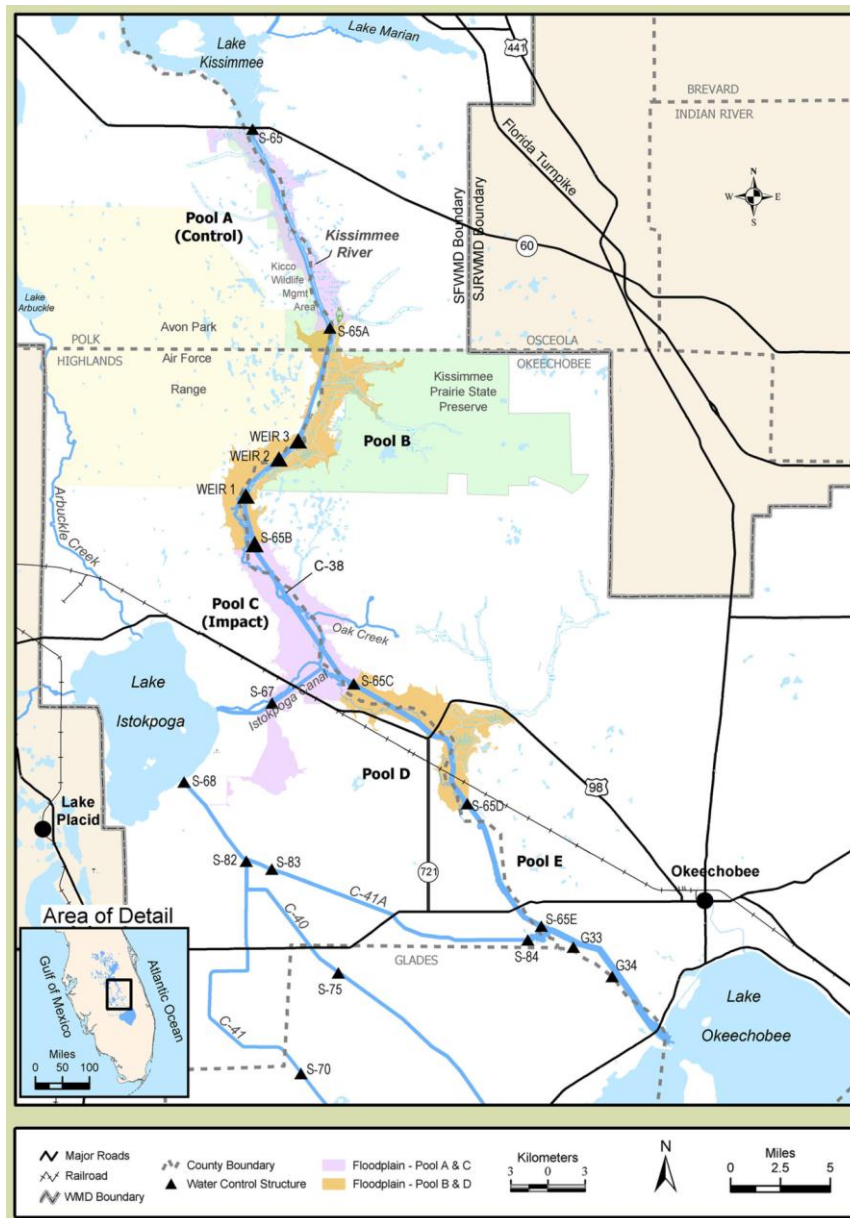 Lake
Kissimmee
Lake Marian
441
BREVARD
INDIAN RIVER
S-65
Florida Turnpike
N
W E
S
SFWMD Boundary
SJRWMD Boundary
Pool A
(Control)
60
Kissimmee
River
Kicco
Wildlife
Mgmt
Area
Lake
Arbuckle
Avon Park
Air Force
Range
S-65A
POLK
HIGHLANDS
OSCEOLA
OKEECHOBEE
Kissimmee
Prairie State
Preserve
WEIR 3
Pool B
WEIR 2
WEIR 1
Arbuckle Creek
S-65B
C-38
Pool C
(Impact)
Oak Creek
S-65C
Lake
Istokpoga
S-67
Istokpoga Canal
Pool D
98
S-68
S-65D
Lake
Placid
Pool E
721
Okeechobee
S-82
S-83
C-41A
C-40
S-65E
S-84
G33
GLADES
G34
S-75
Lake
Okeechobee
C-41
S-70
Area of Detail
Gulf of Mexico
Atlantic Ocean
Miles
0 50 100
Major Roads
Railroad
WMD Boundary
County Boundary
Water Control Structure
Floodplain - Pool A & C
Floodplain - Pool B & D
Kilometers
3 0 3
N
Miles
0 2.5 5